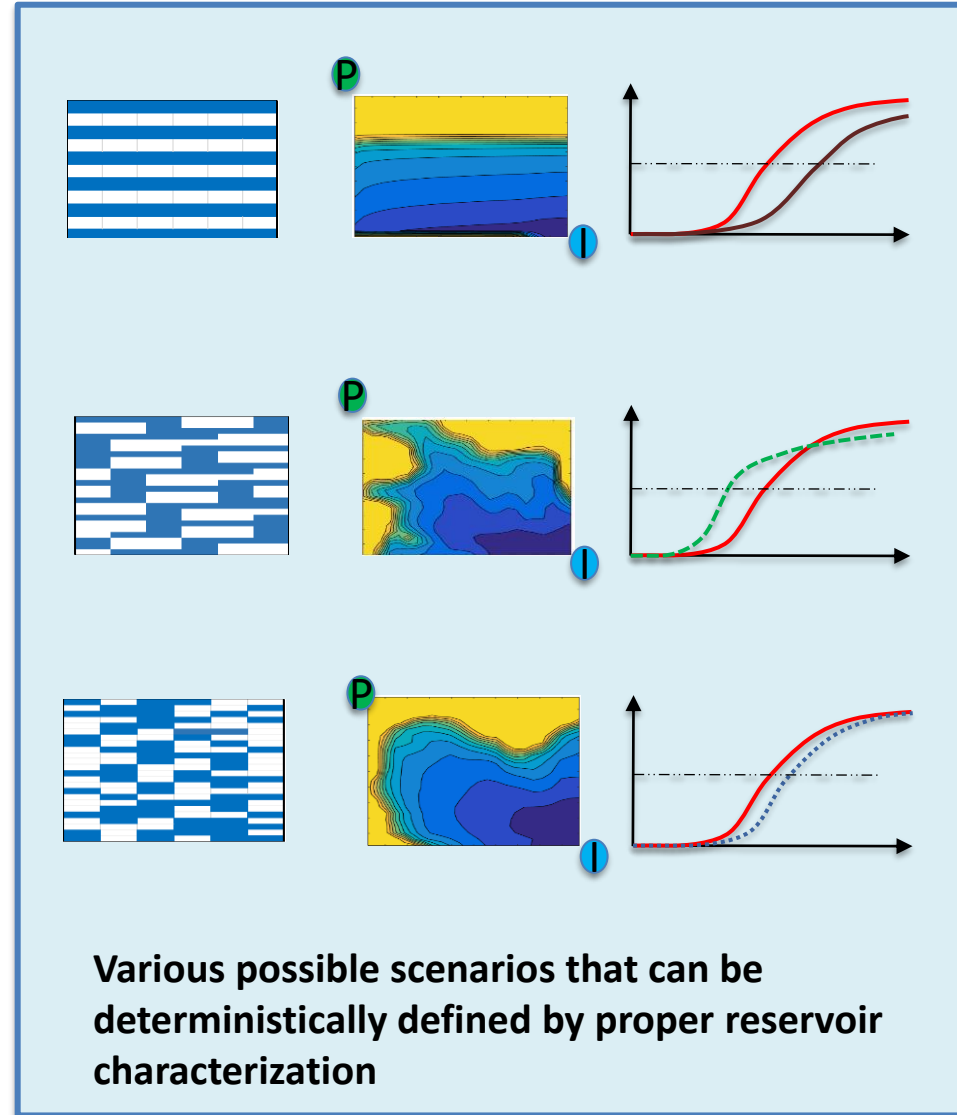 P
I
P
I
P
I
Various possible scenarios that can be
deterministically defined by proper reservoir
characterization